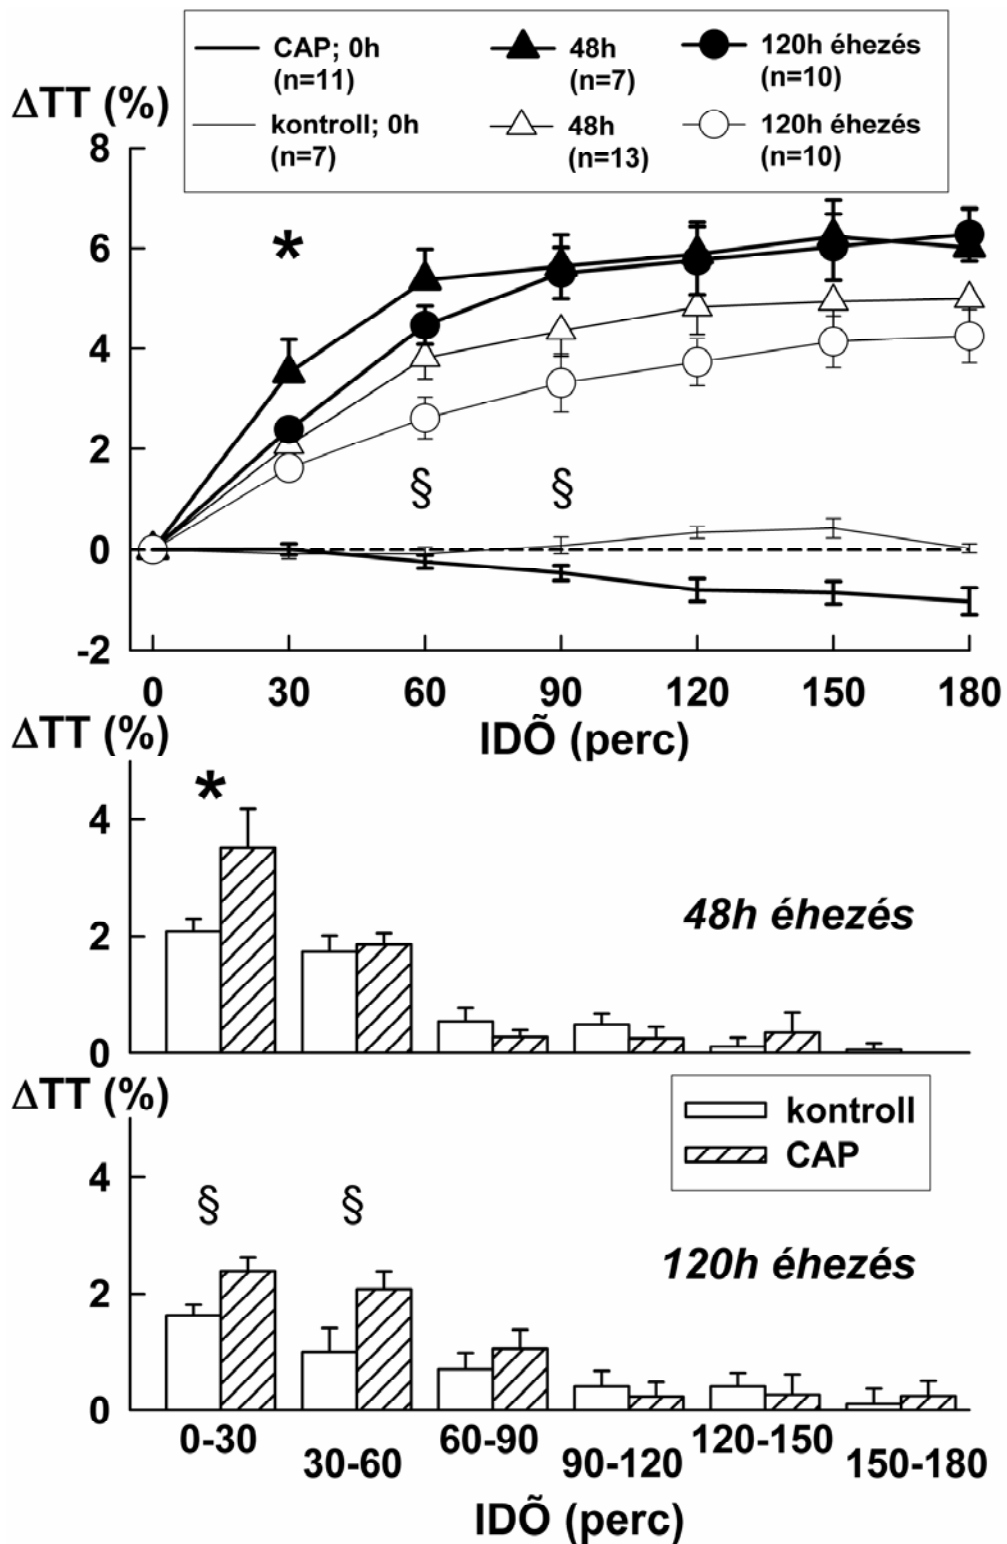 CAP; 0h
(n=11)
48h
(n=7)
120h éhezés
(n=10)
kontroll; 0h
(n=7)
48h
(n=13)
120h éhezés
(n=10)
ΔTT (%)
8
6
4
2
0
-2
*
§ §
0 30 60 90 120 150 180
IDÕ (perc)
ΔTT (%)
4
2
0
*
48h éhezés
ΔTT (%)
4
2
0
kontroll
CAP
§ §
120h éhezés
0-30 30-60 60-90 90-120 120-150 150-180
IDÕ (perc)